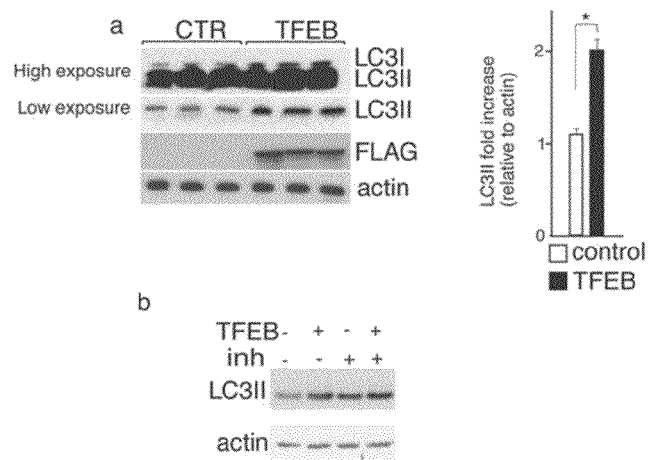 a
CTR TFEB
High exposure
LC3I
LC3II
Low exposure
LC3II
FLAG
actin
*
2
1
0
LC3II fold increase
(relative to actin)
control
TFEB
b
TFEB - + - +
inh - - + +
LC3II
actin